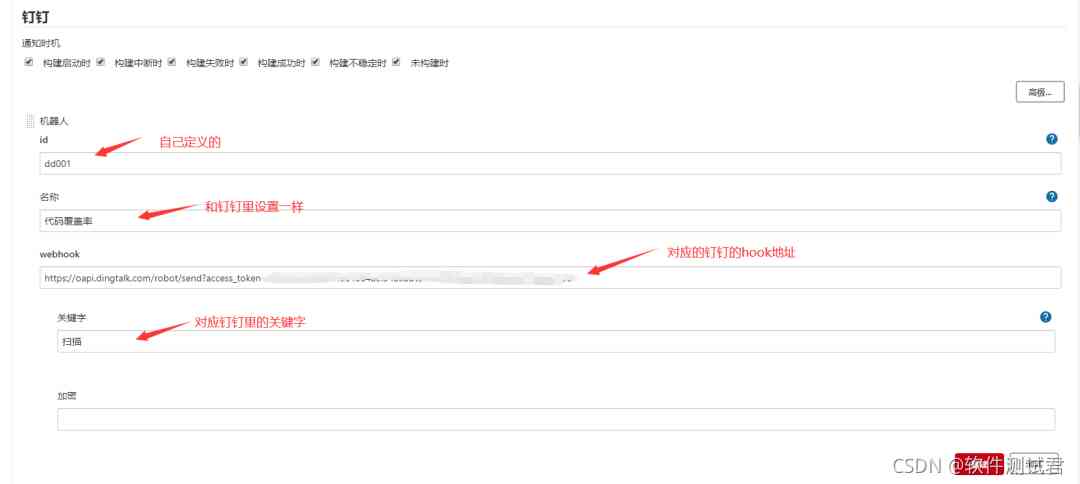 钉钉
通知时机
构建启动时 构建中断时 构建失败时 构建成功时 构建不稳定时 未构建时
高级...
机器人
id
自己定义的
dd001
名称
和钉钉里设置一样
代码覆盖率
webhook
对应的钉钉的hook地址
https://oapi.dingtalk.com/robot/send?access_token
关键字
对应钉钉里的关键字
扫描
加密
CSDN @软件测试君